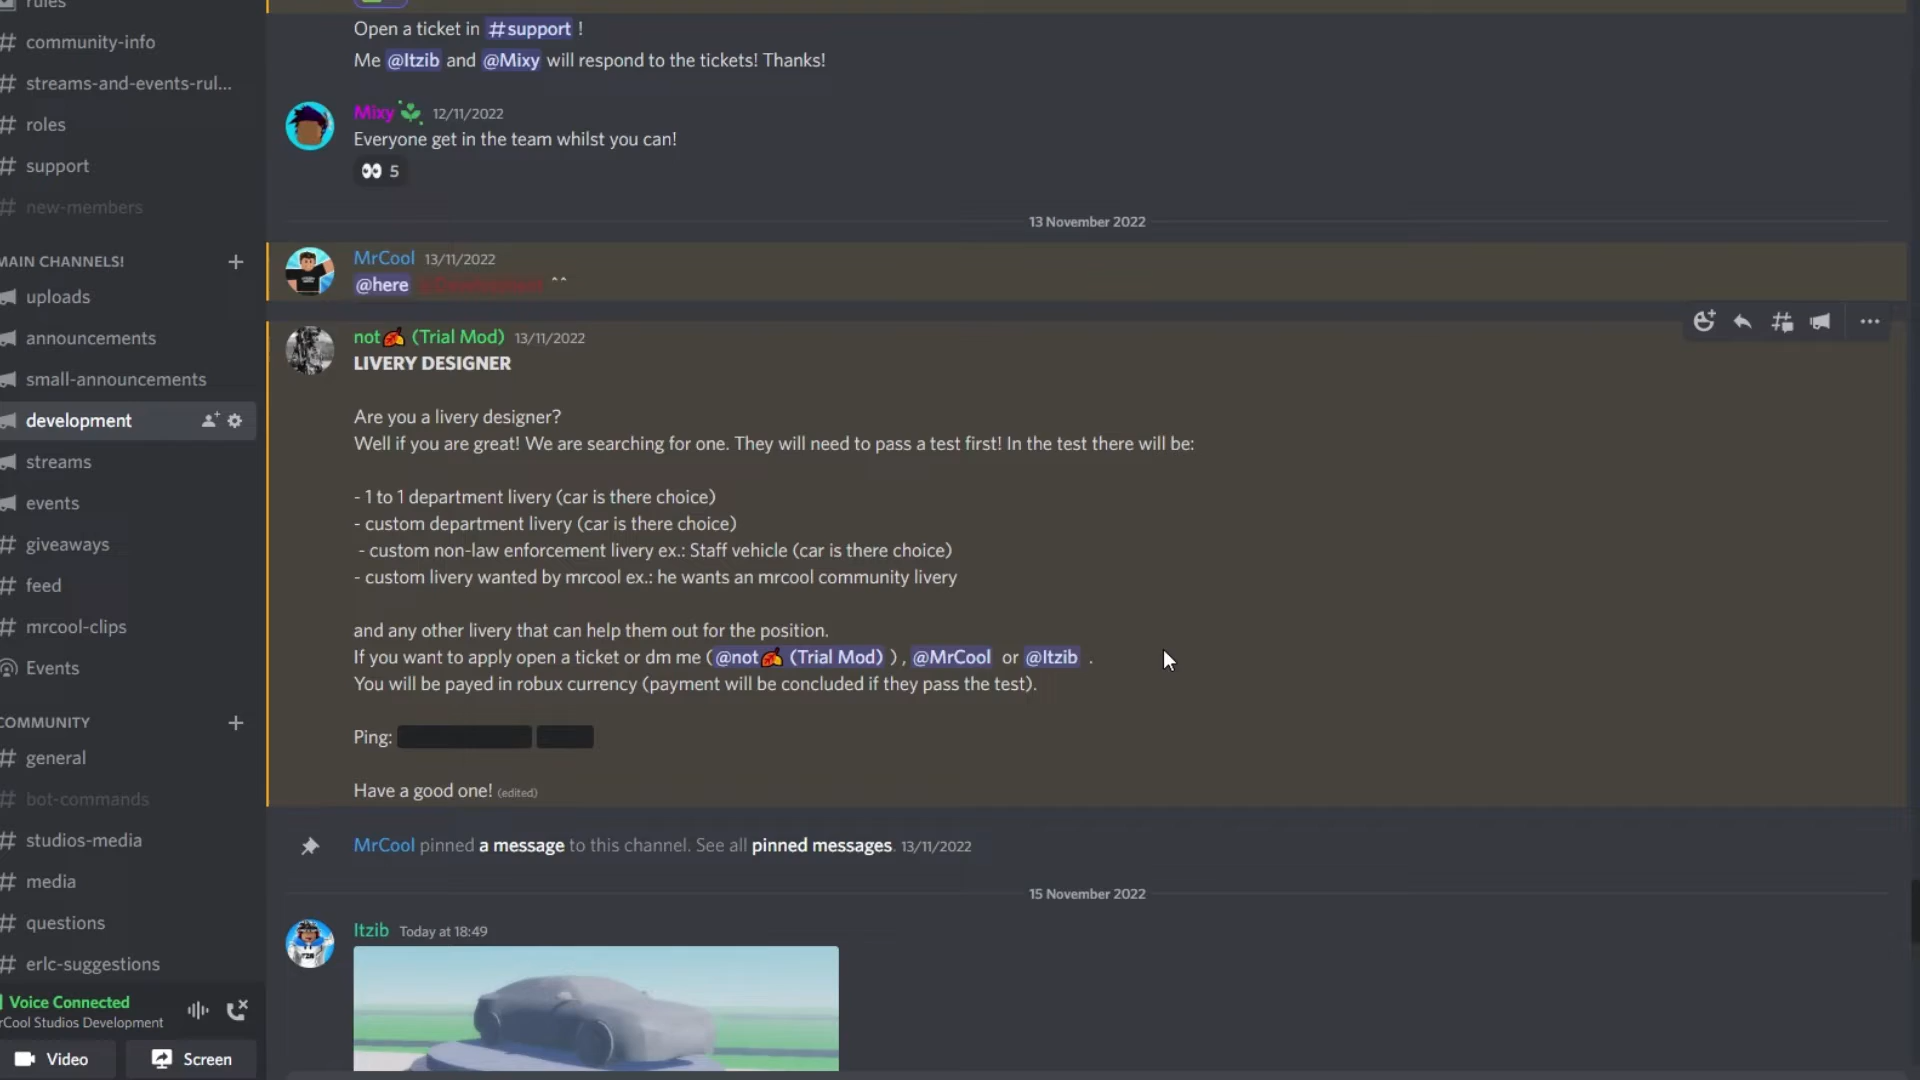 rules
community-info
streams-and-events-rul...
roles
support
new-members
MAIN CHANNELS!
uploads
announcements
small-announcements
development
streams
events
giveaways
feed
mrcool-clips
Events
COMMUNITY
general
bot-commands
studios-media
media
questions
erlc-suggestions
Voice Connected
rCool Studios Development
Video
Screen
Open a ticket in #support !
Me @Itzib and @Mixy will respond to the tickets! Thanks!
Mixy 12/11/2022
Everyone get in the team whilst you can!
👀 5
13 November 2022
MrCool 13/11/2022
@here ^^
not🍂 (Trial Mod) 13/11/2022
LIVERY DESIGNER
Are you a livery designer?
Well if you are great! We are searching for one. They will need to pass a test first! In the test there will be:
- 1 to 1 department livery (car is there choice)
- custom department livery (car is there choice)
- custom non-law enforcement livery ex.: Staff vehicle (car is there choice)
- custom livery wanted by mrcool ex.: he wants an mrcool community livery
and any other livery that can help them out for the position.
If you want to apply open a ticket or dm me ( @not🍂 (Trial Mod) ) , @MrCool or @Itzib .
You will be payed in robux currency (payment will be concluded if they pass the test).
Ping:
Have a good one! (edited)
MrCool pinned a message to this channel. See all pinned messages. 13/11/2022
15 November 2022
Itzib Today at 18:49